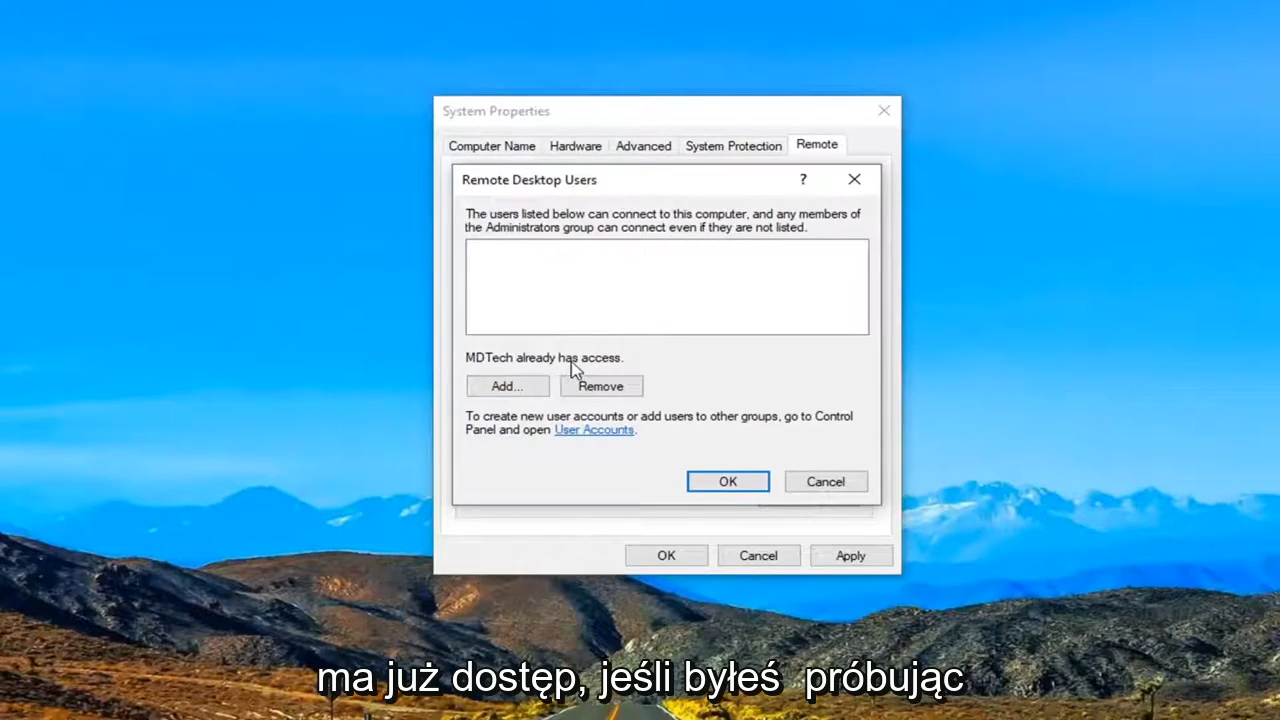 System Properties
Computer Name Hardware Advanced System Protection Remote
Remote Desktop Users ?
The users listed below can connect to this computer, and any members of
the Administrators group can connect even if they are not listed.
MDTech already has access.
Add... Remove
To create new user accounts or add users to other groups, go to Control
Panel and open User Accounts.
OK Cancel
OK Cancel Apply
ma już dostęp, jeśli byłeś próbując